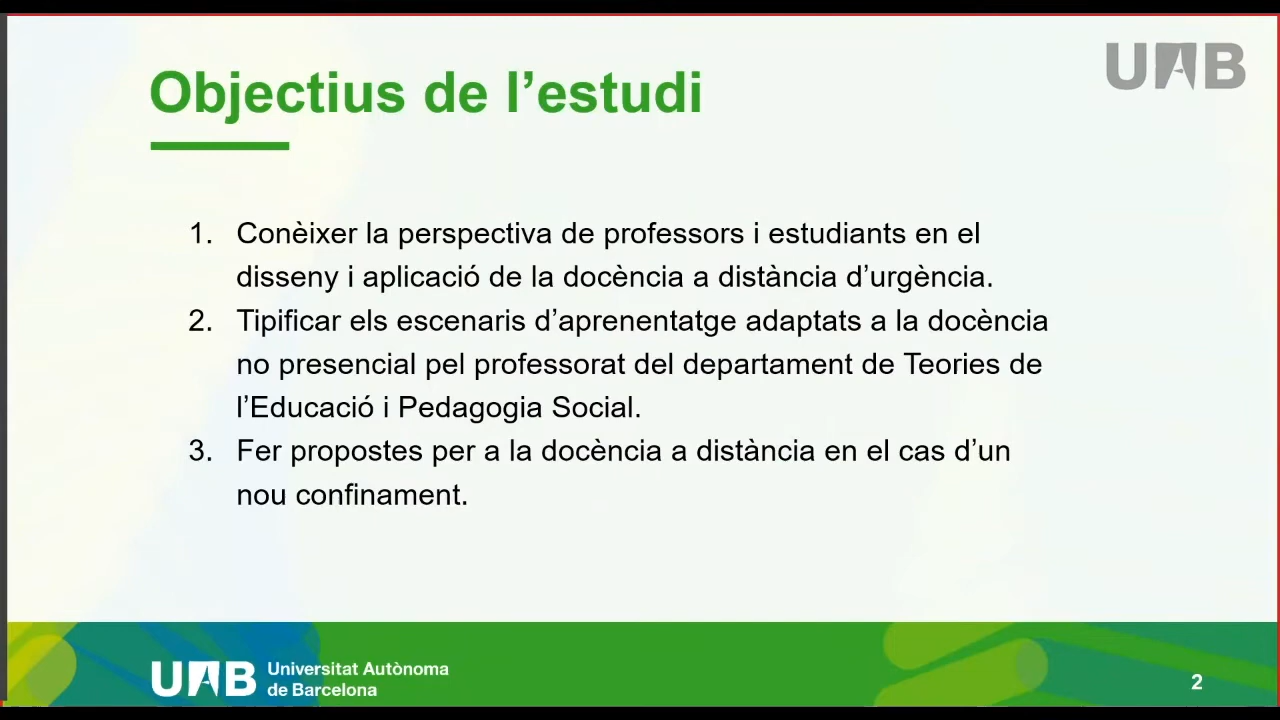 UAB
Objectius de l’estudi
1. Conèixer la perspectiva de professors i estudiants en el
disseny i aplicació de la docència a distància d’urgència.
2. Tipificar els escenaris d’aprenentatge adaptats a la docència
no presencial pel professorat del departament de Teories de
l’Educació i Pedagogia Social.
3. Fer propostes per a la docència a distància en el cas d’un
nou confinament.
UAB Universitat Autònoma
de Barcelona
2